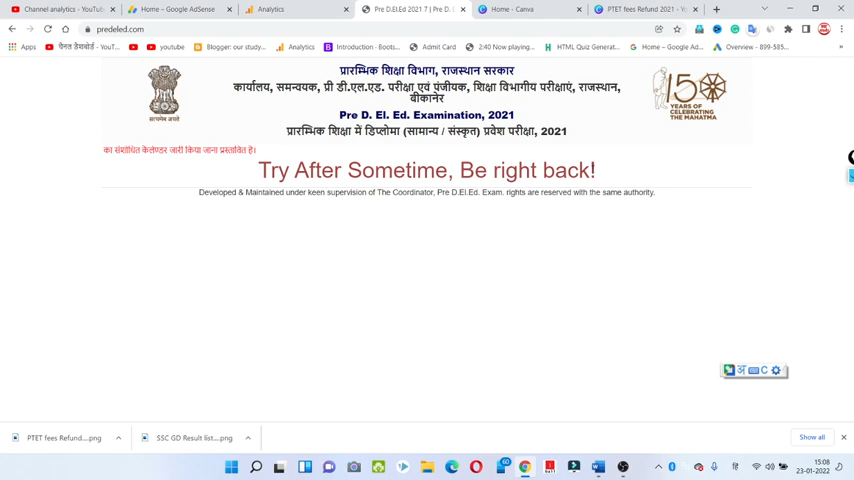 Channel analytics - YouTube
Home – Google AdSense
Analytics
Pre D.El.Ed 2021 7 | Pre D. E
Home - Canva
PTET fees Refund 2021 - Yo
predeled.com
Apps
चैनल डैशबोर्ड - YouT...
youtube
Blogger: our study...
Analytics
Introduction · Boots...
Admit Card
2:40 Now playing...
HTML Quiz Generat...
Home – Google Ad...
Overview - 899-585...
प्रारम्भिक शिक्षा विभाग, राजस्थान सरकार
कार्यालय, समन्वयक, प्री डी.एल.एड. परीक्षा एवं पंजीयक, शिक्षा विभागीय परीक्षाएं, राजस्थान,
बीकानेर
Pre D. El. Ed. Examination, 2021
प्रारम्भिक शिक्षा में डिप्लोमा (सामान्य / संस्कृत) प्रवेश परीक्षा, 2021
सत्यमेव जयते
150
YEARS OF
CELEBRATING
THE MAHATMA
का संशोधित केलेण्डर जारी किया जाना प्रस्तावित है।
Try After Sometime, Be right back!
Developed & Maintained under keen supervision of The Coordinator, Pre D.El.Ed. Exam. rights are reserved with the same authority.
अ
C
PTET fees Refund....png
SSC GD Result list....png
Show all
60
हि
15:08
23-01-2022